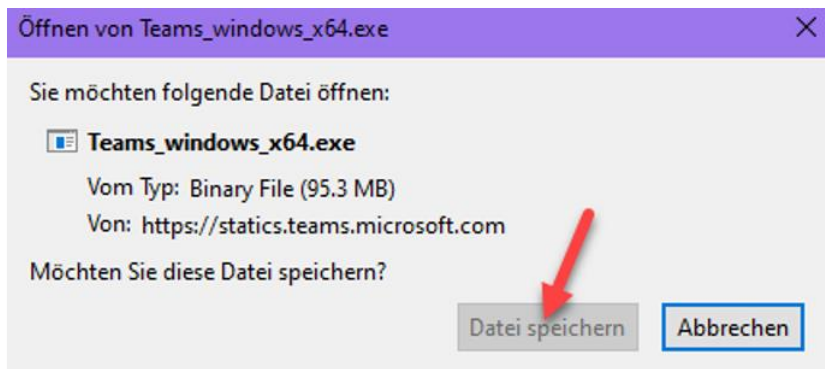 Öffnen von Teams_windows_x64.exe
Sie möchten folgende Datei öffnen:
Teams_windows_x64.exe
Vom Typ: Binary File (95.3 MB)
Von: https://statics.teams.microsoft.com
Möchten Sie diese Datei speichern?
Datei speichern Abbrechen